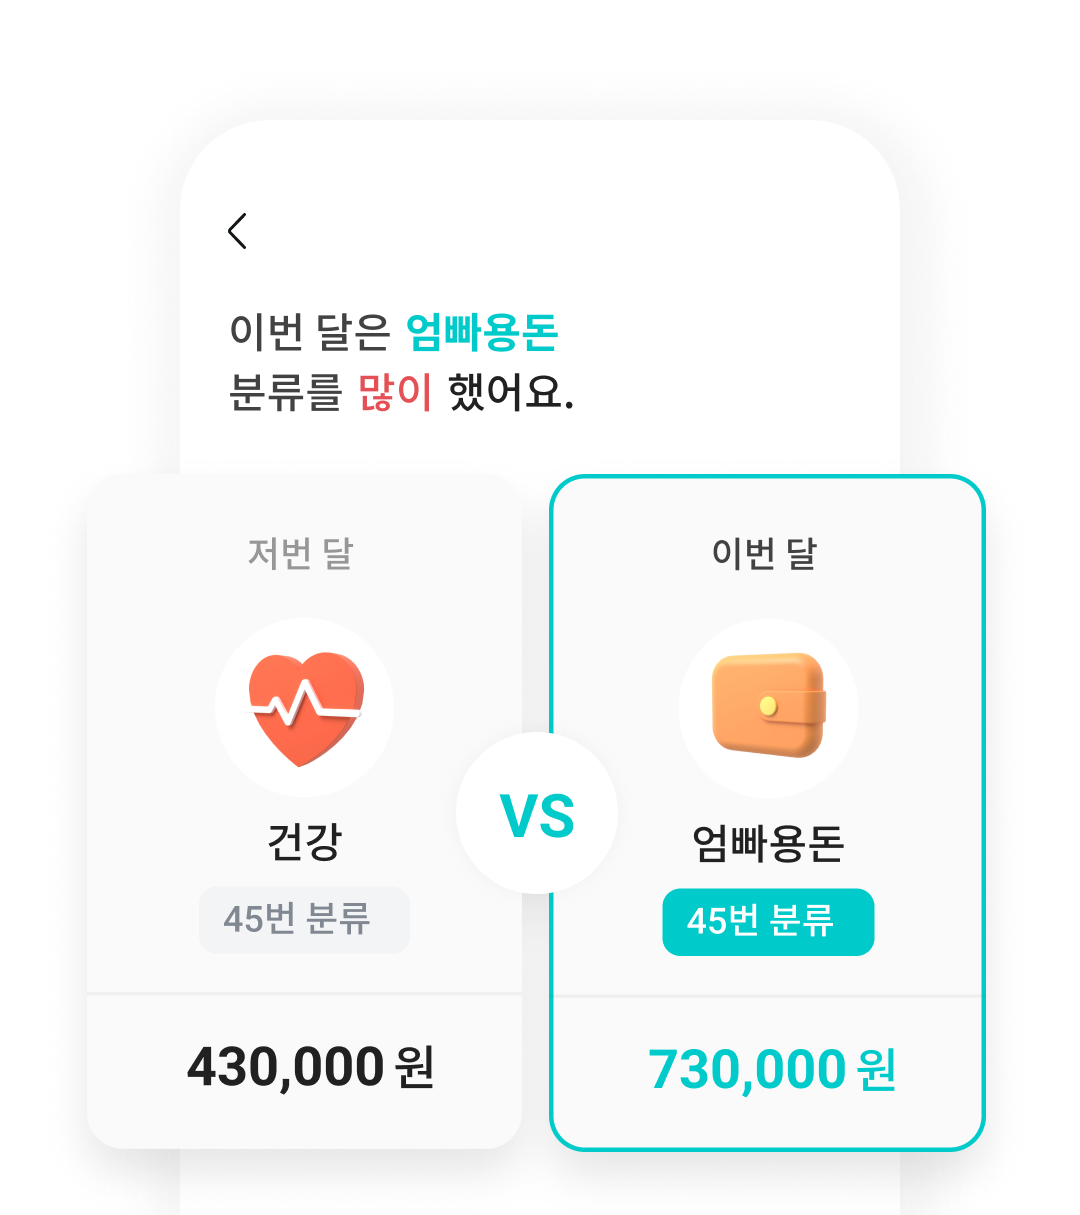 이번 달은 엄빠용돈
분류를 많이 했어요.
저번 달
건강
45번 분류
430,000 원
VS
이번 달
엄빠용돈
45번 분류
730,000 원